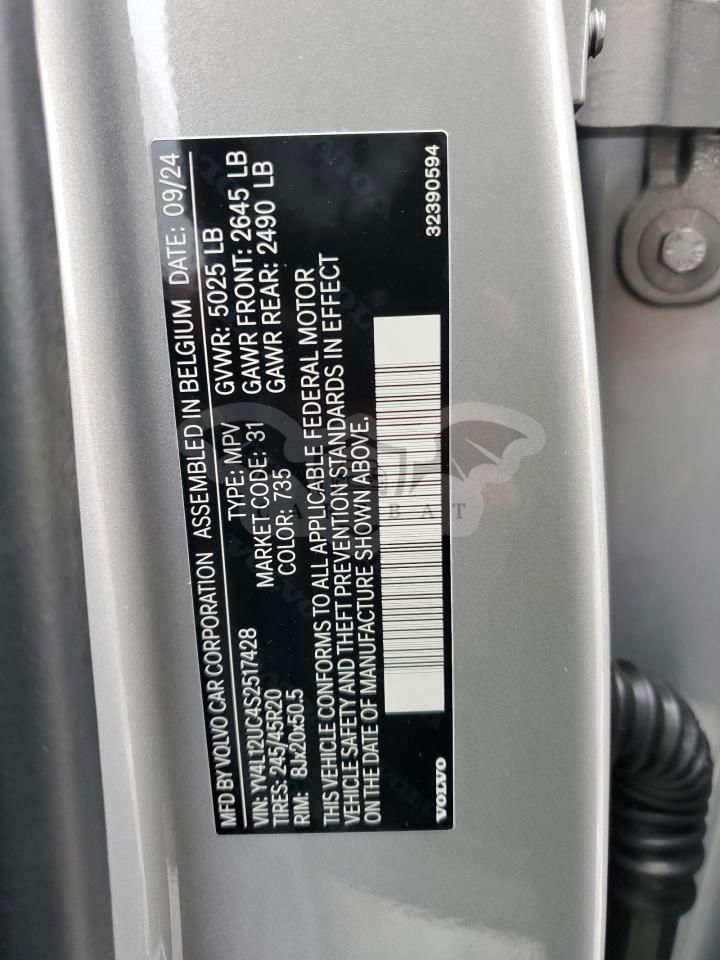 MFD BY VOLVO CAR CORPORATION ASSEMBLED IN BELGIUM DATE: 09/24
VIN: YV4L12UC4S2517428 TYPE: MPV GVWR: 5025 LB
TIRES: 245/45R20 MARKET CODE: 31 GAWR FRONT: 2645 LB
RIM: 8Jx20x50.5 COLOR: 735 GAWR REAR: 2490 LB
THIS VEHICLE CONFORMS TO ALL APPLICABLE FEDERAL MOTOR
VEHICLE SAFETY AND THEFT PREVENTION STANDARDS IN EFFECT
ON THE DATE OF MANUFACTURE SHOWN ABOVE.
VOLVO 32390594